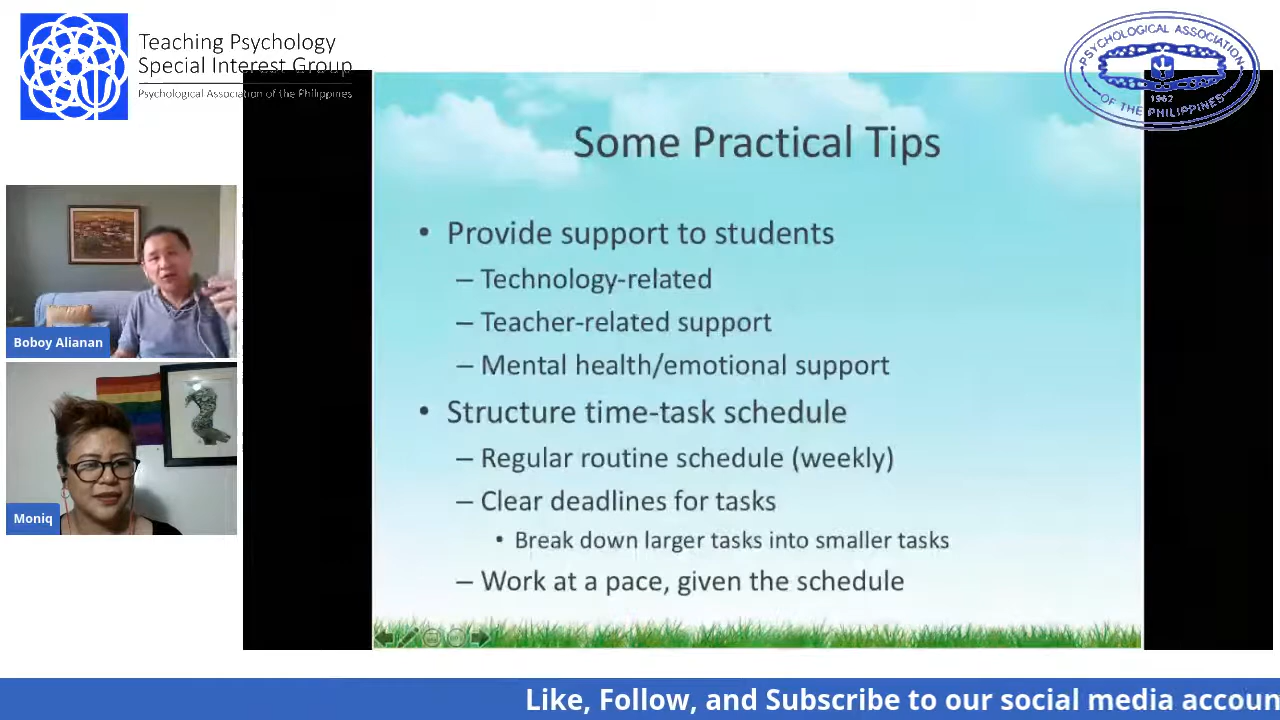 Teaching Psychology
Special Interest Group
Psychological Association of the Philippines
PSYCHOLOGICAL ASSOCIATION
OF THE PHILIPPINES
1962
Some Practical Tips
• Provide support to students
– Technology-related
– Teacher-related support
– Mental health/emotional support
• Structure time-task schedule
– Regular routine schedule (weekly)
– Clear deadlines for tasks
• Break down larger tasks into smaller tasks
– Work at a pace, given the schedule
Boboy Alianan
Moniq
Like, Follow, and Subscribe to our social media accoun